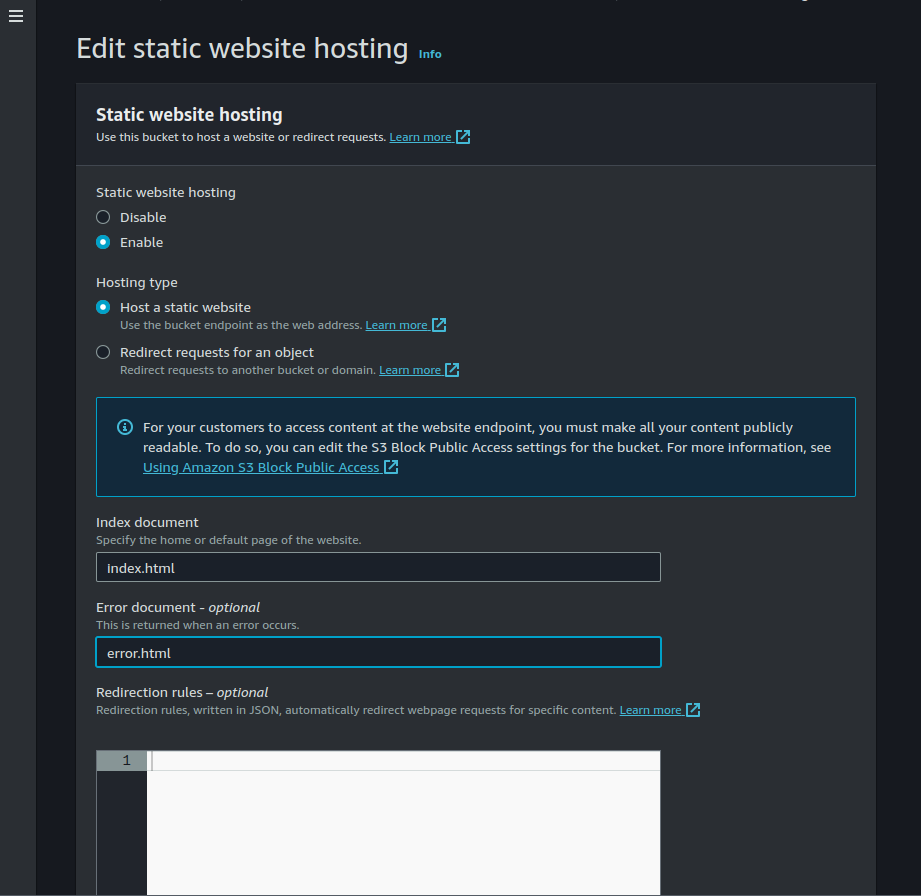 Edit static website hosting Info
Static website hosting
Use this bucket to host a website or redirect requests. Learn more
Static website hosting
Disable
Enable
Hosting type
Host a static website
Use the bucket endpoint as the web address. Learn more
Redirect requests for an object
Redirect requests to another bucket or domain. Learn more
For your customers to access content at the website endpoint, you must make all your content publicly
readable. To do so, you can edit the S3 Block Public Access settings for the bucket. For more information, see
Using Amazon S3 Block Public Access
Index document
Specify the home or default page of the website.
index.html
Error document - optional
This is returned when an error occurs.
error.html
Redirection rules – optional
Redirection rules, written in JSON, automatically redirect webpage requests for specific content. Learn more
1